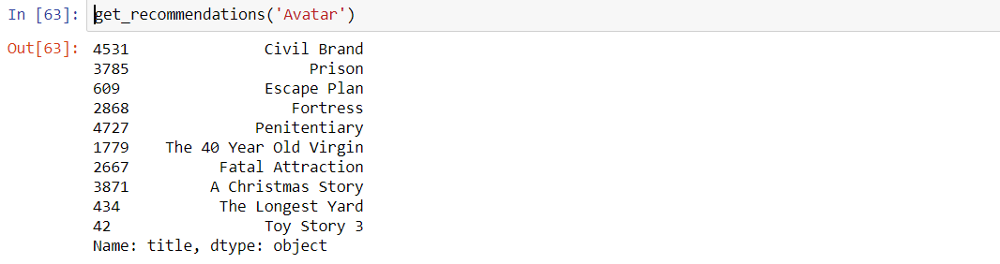 In [63]: get_recommendations('Avatar')
Out[63]: 4531 Civil Brand
3785 Prison
609 Escape Plan
2868 Fortress
4727 Penitentiary
1779 The 40 Year Old Virgin
2667 Fatal Attraction
3871 A Christmas Story
434 The Longest Yard
42 Toy Story 3
Name: title, dtype: object